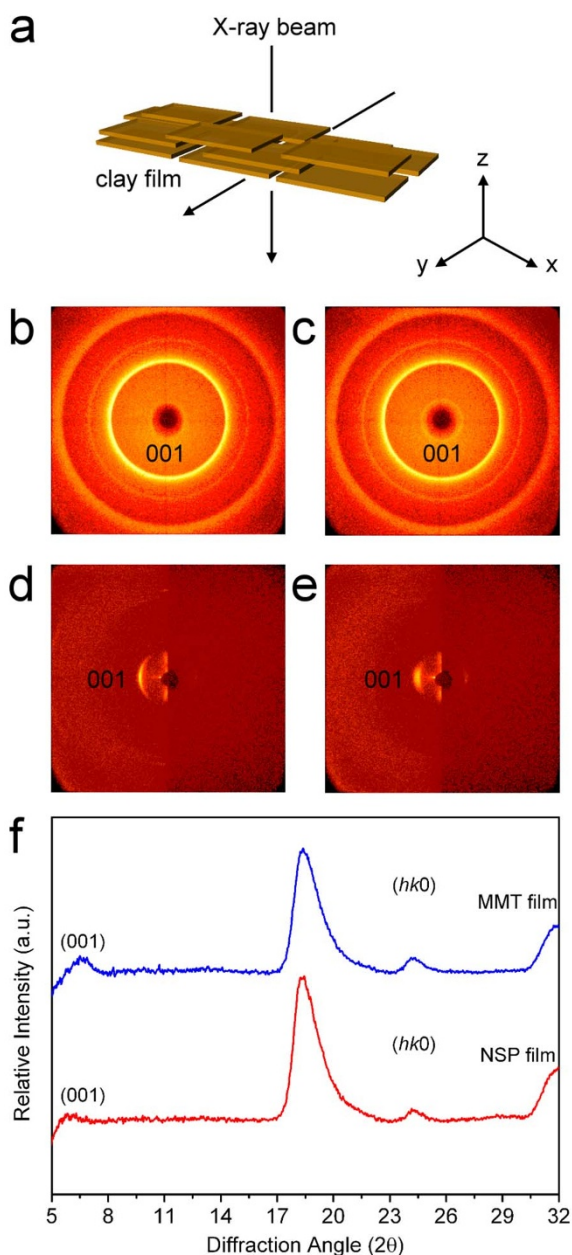 a
X-ray beam
clay film
z
y
x
b
c
001
001
d
e
001
001
f
Relative Intensity (a.u.)
(hk0)
MMT film
(001)
(hk0)
NSP film
(001)
5 8 11 14 17 20 23 26 29 32
Diffraction Angle (2θ)